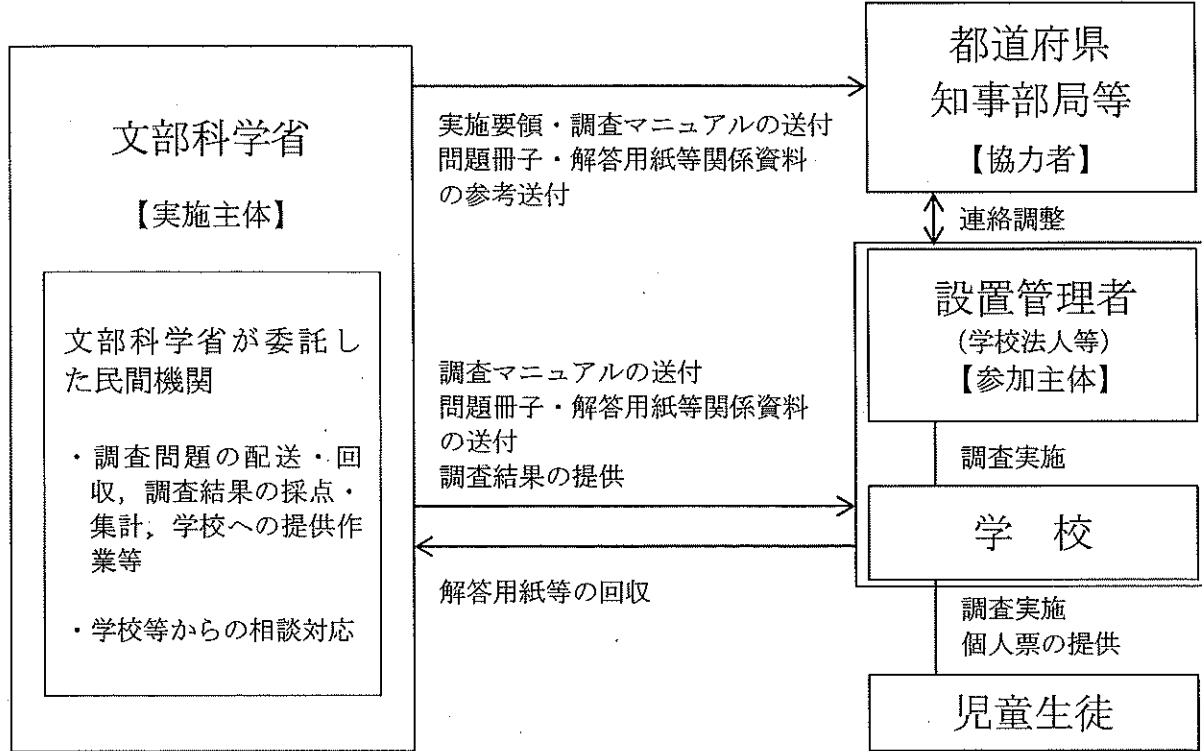 文部科学省
【実施主体】
文部科学省が委託し
た民間機関
・調査問題の配送・回
収，調査結果の採点・
集計，学校への提供作
業等
・学校等からの相談対応
実施要領・調査マニュアルの送付
問題冊子・解答用紙等関係資料
の参考送付
調査マニュアルの送付
問題冊子・解答用紙等関係資料
の送付
調査結果の提供
解答用紙等の回収
都道府県
知事部局等
【協力者】
連絡調整
設置管理者
(学校法人等)
【参加主体】
調査実施
学　校
調査実施
個人票の提供
児童生徒